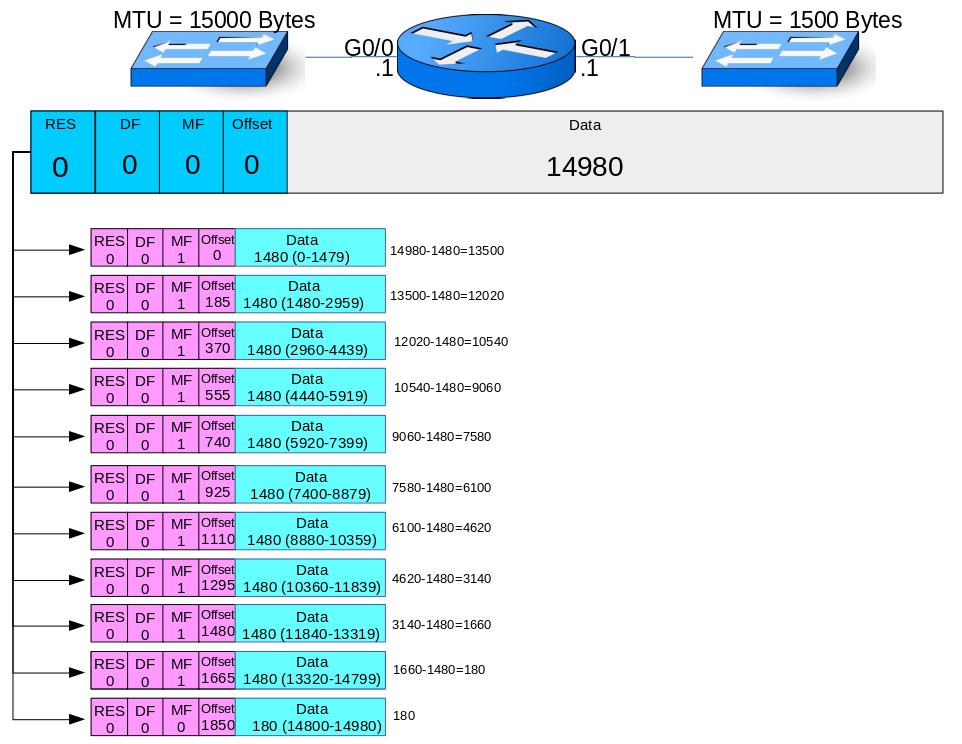 MTU = 15000 Bytes
MTU = 1500 Bytes
G0/0
.1
G0/1
.1
RES DF MF Offset Data
0 0 0 0 14980
RES DF MF Offset Data
0 0 1 0 1480 (0-1479)
14980-1480=13500
RES DF MF Offset Data
0 0 1 185 1480 (1480-2959)
13500-1480=12020
RES DF MF Offset Data
0 0 1 370 1480 (2960-4439)
12020-1480=10540
RES DF MF Offset Data
0 0 1 555 1480 (4440-5919)
10540-1480=9060
RES DF MF Offset Data
0 0 1 740 1480 (5920-7399)
9060-1480=7580
RES DF MF Offset Data
0 0 1 925 1480 (7400-8879)
7580-1480=6100
RES DF MF Offset Data
0 0 1 1110 1480 (8880-10359)
6100-1480=4620
RES DF MF Offset Data
0 0 1 1295 1480 (10360-11839)
4620-1480=3140
RES DF MF Offset Data
0 0 1 1480 1480 (11840-13319)
3140-1480=1660
RES DF MF Offset Data
0 0 1 1665 1480 (13320-14799)
1660-1480=180
RES DF MF Offset Data
0 0 0 1850 180 (14800-14980)
180